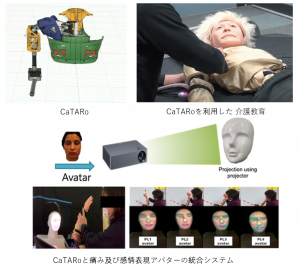 CaTARo
CaTARoを利用した 介護教育
Avatar
Projection using
projector
PL1
avatar
PL2
avatar
PL3
avatar
PL4
avatar
CaTARoと痛み及び感情表現アバターの統合システム